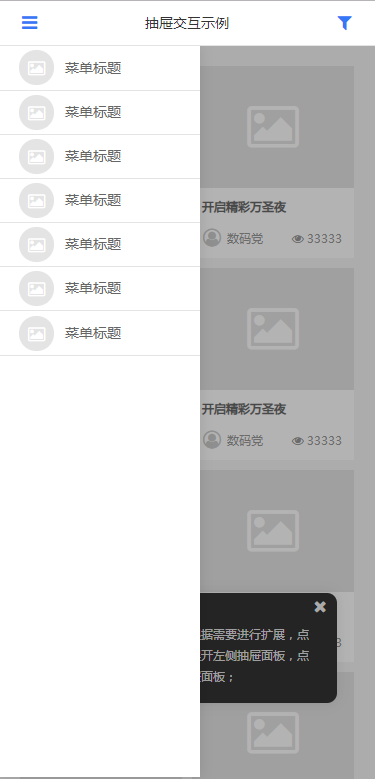 抽屉交互示例
菜单标题
菜单标题
菜单标题
菜单标题
菜单标题
菜单标题
菜单标题
开启精彩万圣夜
数码党 33333
开启精彩万圣夜
数码党 33333
据需要进行扩展，点
开左侧抽屉面板，点
面板；